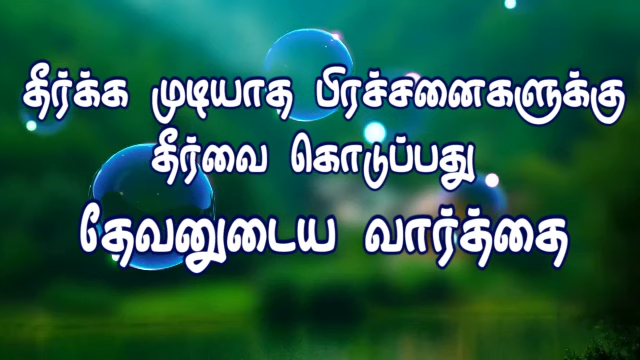 தீர்க்க முடியாத பிரச்சனைகளுக்கு
தீர்வை கொடுப்பது
தேவனுடைய வார்த்தை